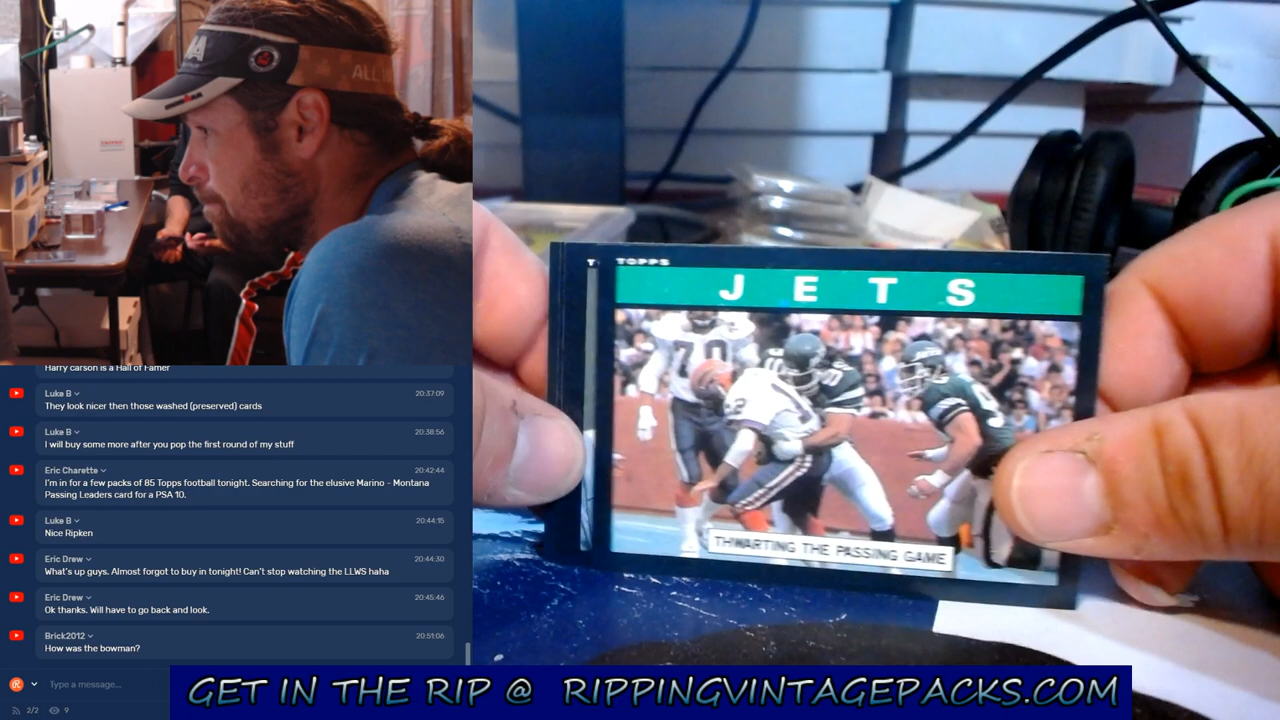 ALL
Harry carson is a Hall of Famer
Luke B 20:37:09
They look nicer then those washed (preserved) cards
Luke B 20:38:56
I will buy some more after you pop the first round of my stuff
Eric Charette 20:42:44
I'm in for a few packs of 85 Topps football tonight. Searching for the elusive Marino - Montana
Passing Leaders card for a PSA 10.
Luke B 20:44:15
Nice Ripken
Eric Drew 20:44:30
What's up guys. Almost forgot to buy in tonight! Can't stop watching the LLWS haha
Eric Drew 20:45:46
Ok thanks. Will have to go back and look.
Brick2012 20:51:06
How was the bowman?
Type a message...
2/2 9
T TOPPS
JETS
70
THWARTING THE PASSING GAME
GET IN THE RIP @ RIPPINGVINTAGEPACKS.COM